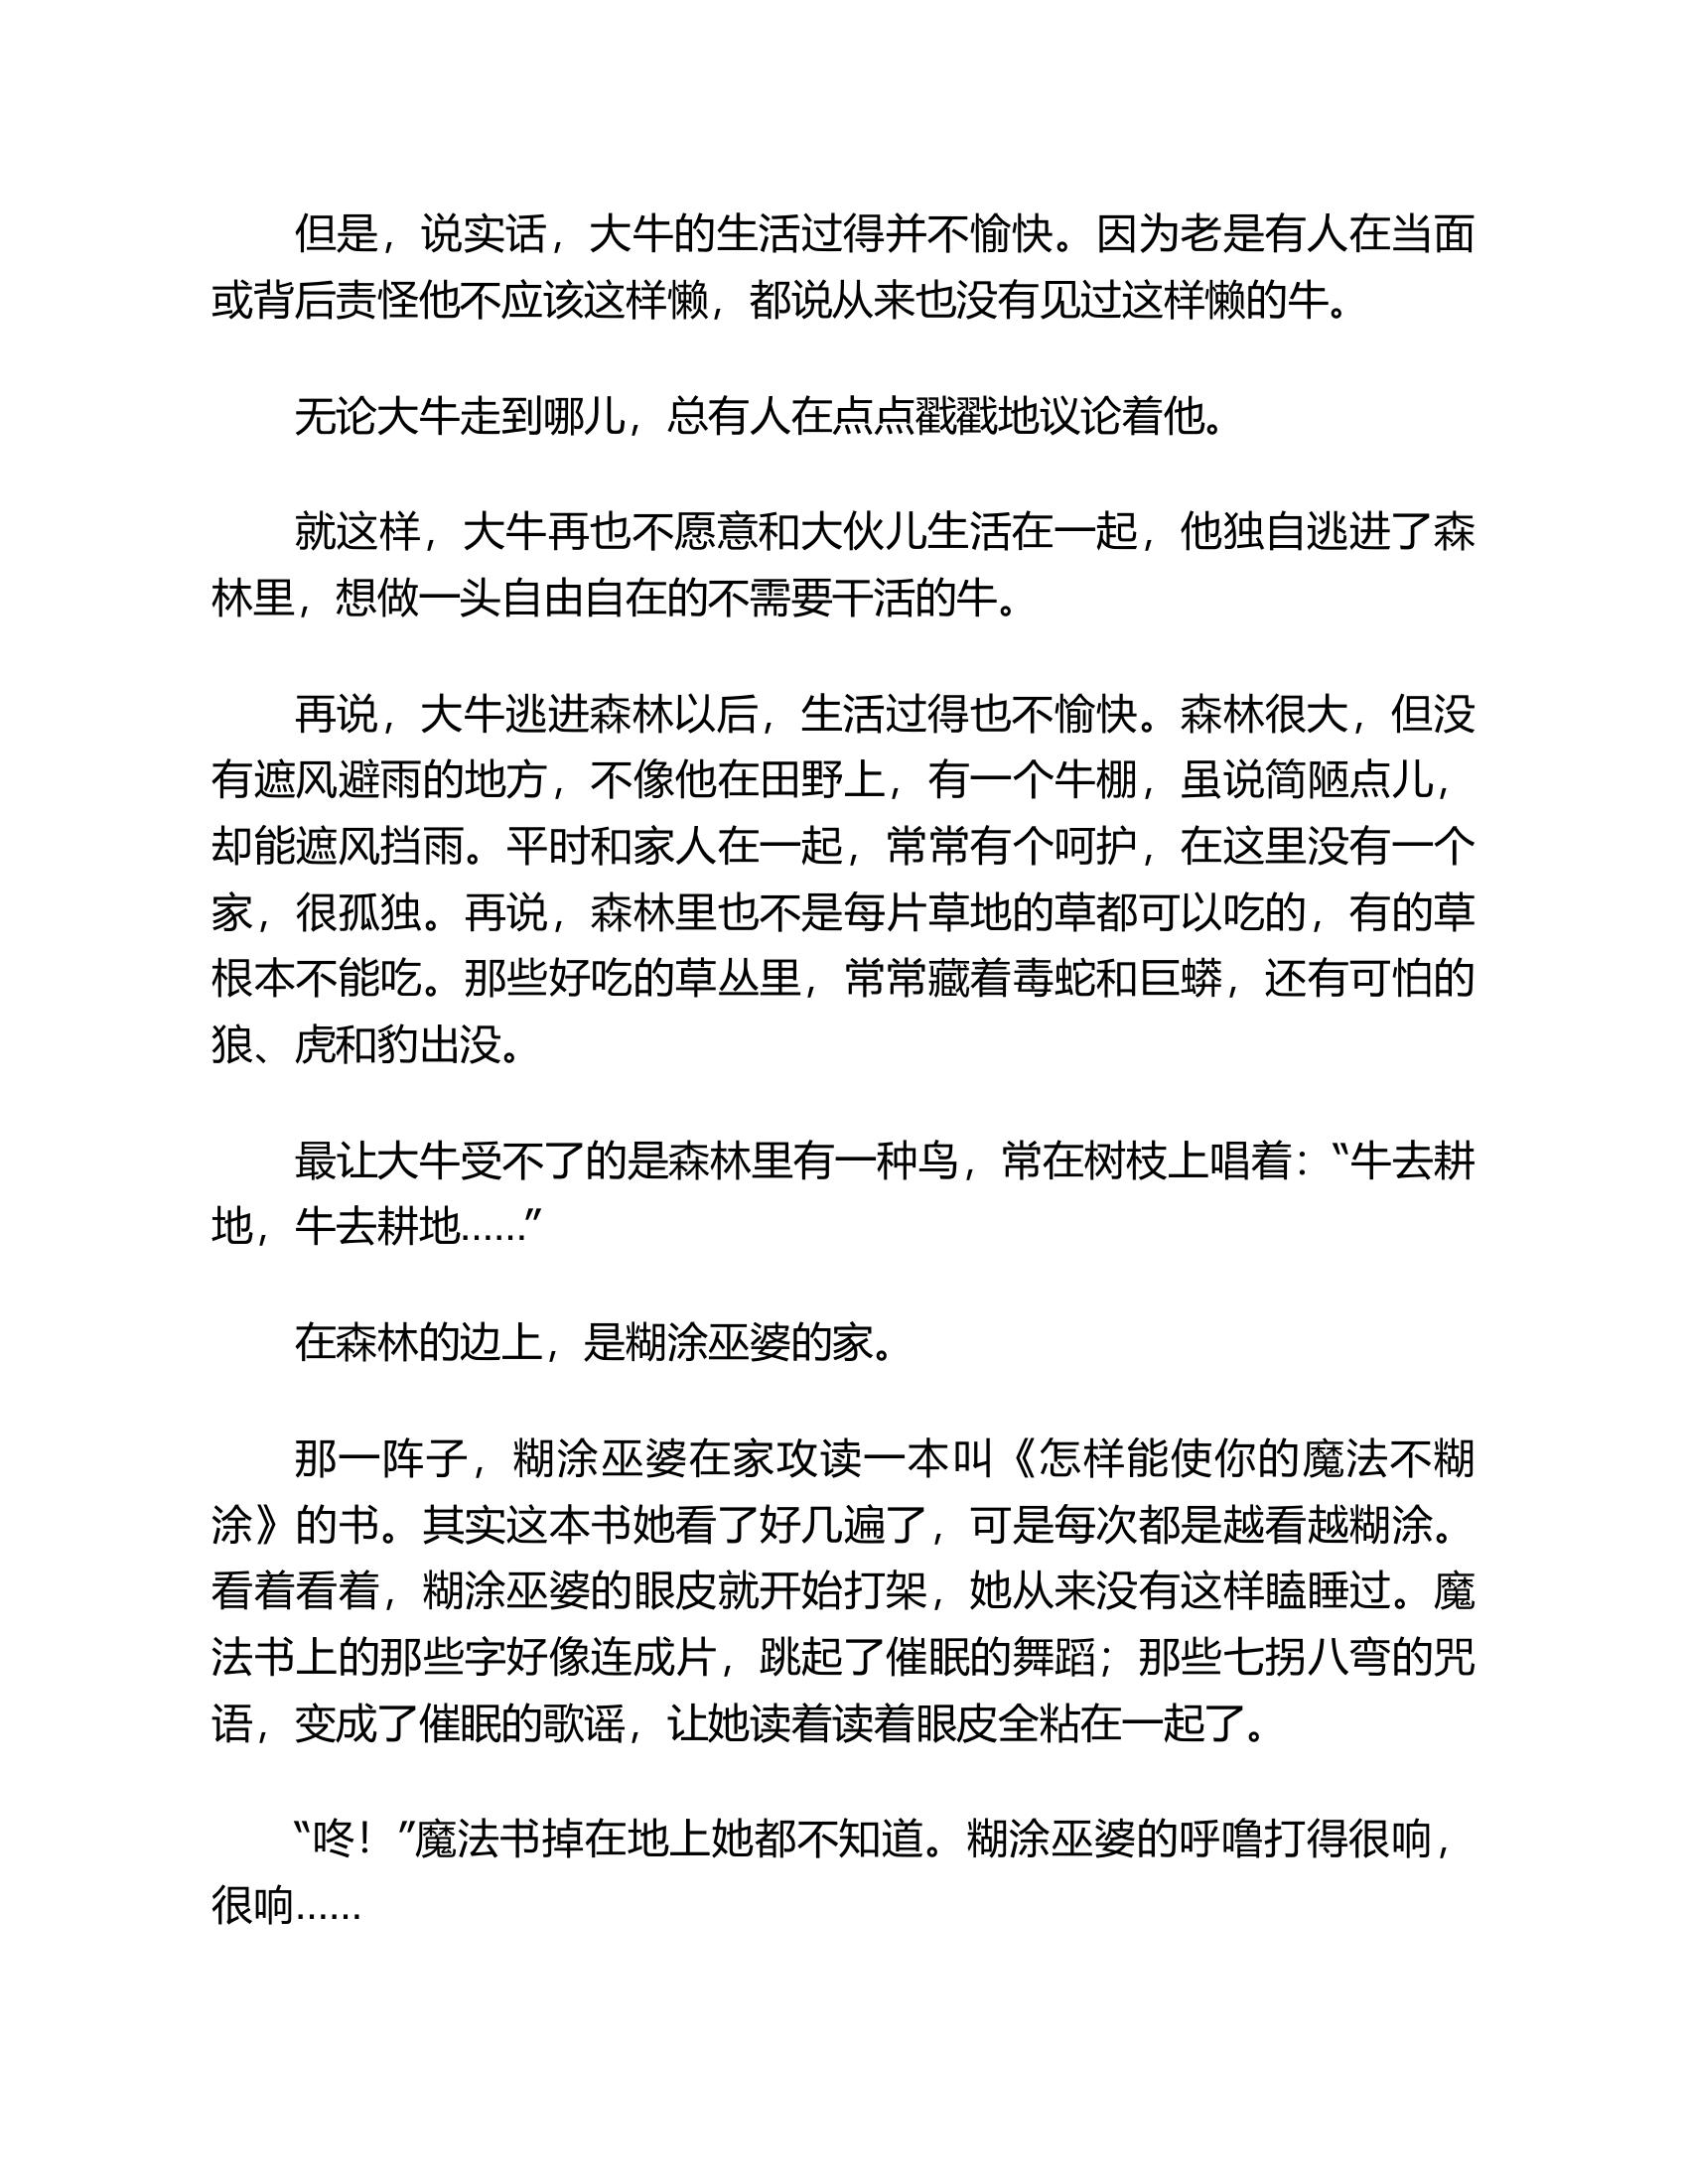 但是，说实话，大牛的生活过得并不愉快。因为老是有人在当面
或背后责怪他不应该这样懒，都说从来也没有见过这样懒的牛。
无论大牛走到哪儿，总有人在点点戳戳地议论着他。
就这样，大牛再也不愿意和大伙儿生活在一起，他独自逃进了森
林里，想做一头自由自在的不需要干活的牛。
再说，大牛逃进森林以后，生活过得也不愉快。森林很大，但没
有遮风避雨的地方，不像他在田野上，有一个牛棚，虽说简陋点儿，
却能遮风挡雨。平时和家人在一起，常常有个呵护，在这里没有一个
家，很孤独。再说，森林里也不是每片草地的草都可以吃的，有的草
根本不能吃。那些好吃的草丛里，常常藏着毒蛇和巨蟒，还有可怕的
狼、虎和豹出没。
最让大牛受不了的是森林里有一种鸟，常在树枝上唱着：“牛去耕
地，牛去耕地……”
在森林的边上，是糊涂巫婆的家。
那一阵子，糊涂巫婆在家攻读一本叫《怎样能使你的魔法不糊
涂》的书。其实这本书她看了好几遍了，可是每次都是越看越糊涂。
看着看着，糊涂巫婆的眼皮就开始打架，她从来没有这样瞌睡过。魔
法书上的那些字好像连成片，跳起了催眠的舞蹈；那些七拐八弯的咒
语，变成了催眠的歌谣，让她读着读着眼皮全粘在一起了。
“咚！”魔法书掉在地上她都不知道。糊涂巫婆的呼噜打得很响，
很响……